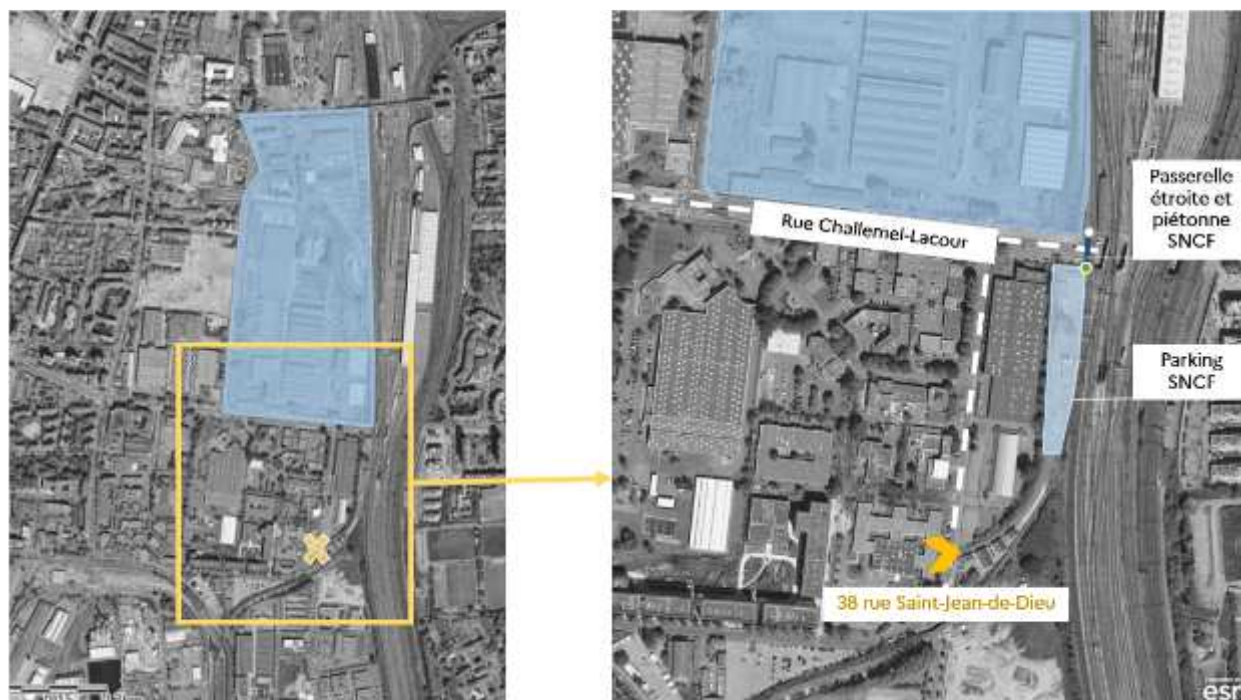 Passerelle
étroite et
piétonne
SNCF
Rue Challemel-Lacour
Parking
SNCF
38 rue Saint-Jean-de-Dieu
esri